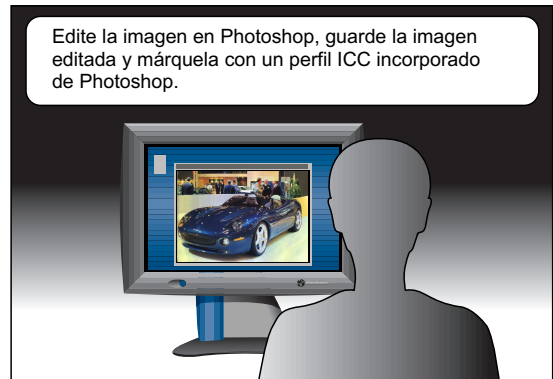 Edite la imagen en Photoshop, guarde la imagen
editada y márquela con un perfil ICC incorporado
de Photoshop.